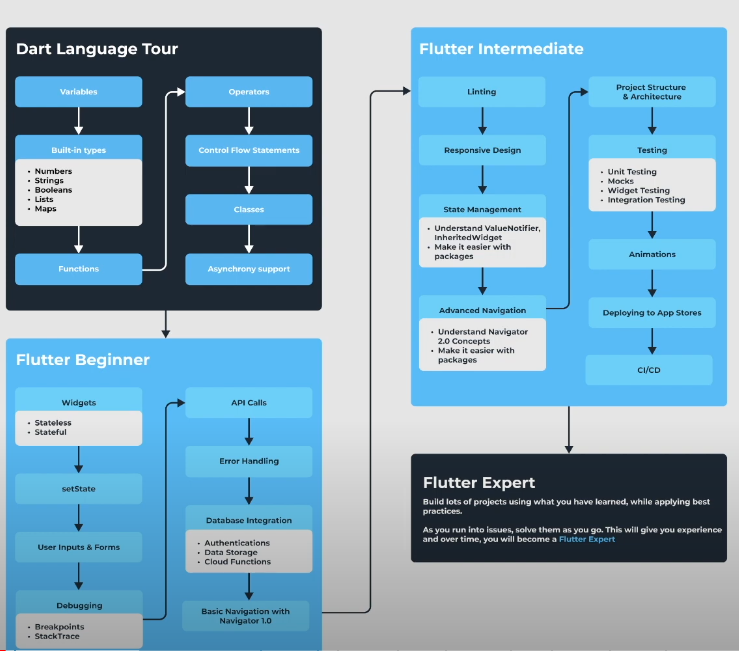 Dart Language Tour
Variables
Built-in types
• Numbers
• Strings
• Booleans
• Lists
• Maps
Functions
Operators
Control Flow Statements
Classes
Asynchrony support
Flutter Beginner
Widgets
• Stateless
• Stateful
setState
User Inputs & Forms
Debugging
• Breakpoints
• StackTrace
API Calls
Error Handling
Database Integration
• Authentications
• Data Storage
• Cloud Functions
Basic Navigation with
Navigator 1.0
Flutter Intermediate
Linting
Responsive Design
State Management
• Understand ValueNotifier,
InheritedWidget
• Make it easier with
packages
Advanced Navigation
• Understand Navigator
2.0 Concepts
• Make it easier with
packages
Project Structure
& Architecture
Testing
• Unit Testing
• Mocks
• Widget Testing
• Integration Testing
Animations
Deploying to App Stores
CI/CD
Flutter Expert
Build lots of projects using what you have learned, while applying best
practices.
As you run into issues, solve them as you go. This will give you experience
and over time, you will become a Flutter Expert